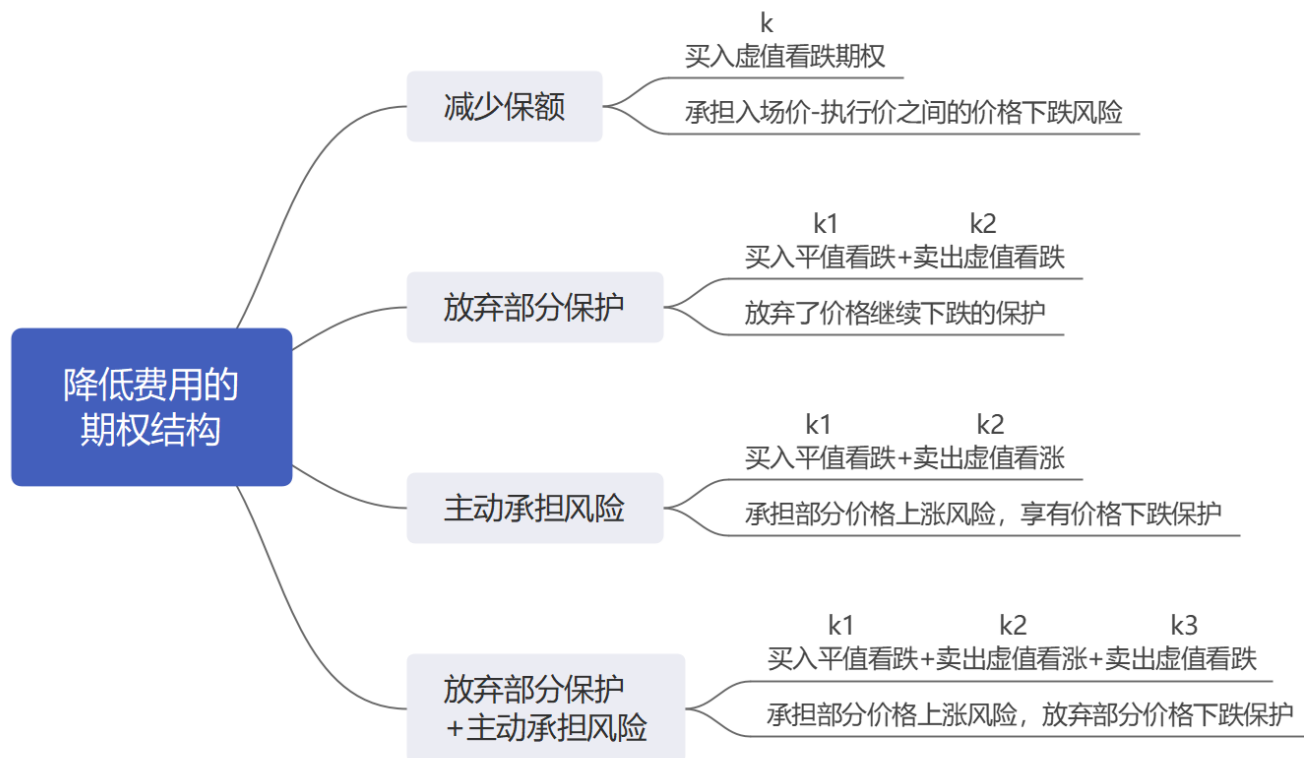 降低费用的
期权结构
减少保额
k
买入虚值看跌期权
承担入场价-执行价之间的价格下跌风险
放弃部分保护
k1 k2
买入平值看跌+卖出虚值看跌
放弃了价格继续下跌的保护
主动承担风险
k1 k2
买入平值看跌+卖出虚值看涨
承担部分价格上涨风险，享有价格下跌保护
放弃部分保护
+主动承担风险
k1 k2 k3
买入平值看跌+卖出虚值看涨+卖出虚值看跌
承担部分价格上涨风险，放弃部分价格下跌保护